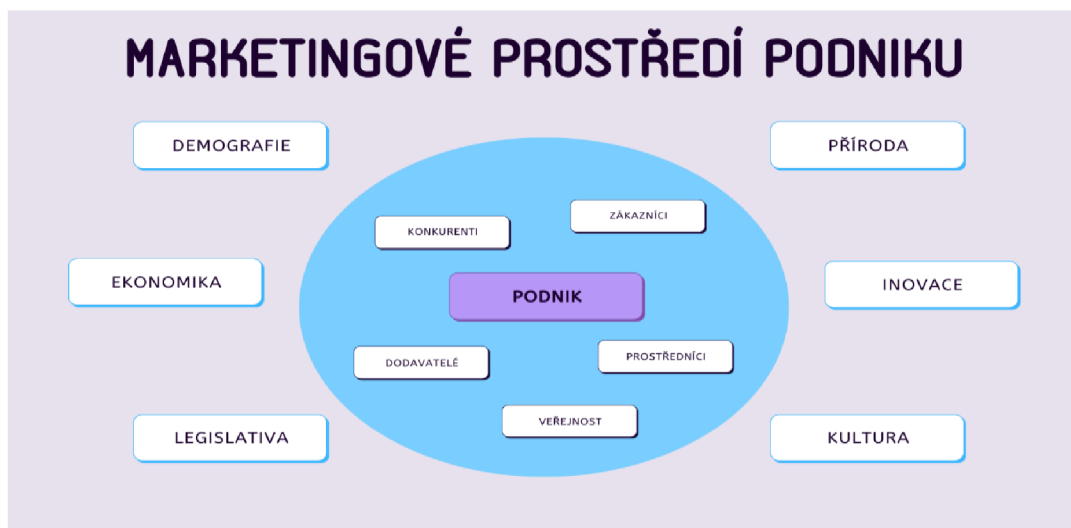 MARKETINGOVÉ PROSTŘEDÍ PODNIKU
DEMOGRAFIE
PŘÍRODA
ZÁKAZNÍCI
KONKURENTI
EKONOMIKA
PODNIK
INOVACE
DODAVATELÉ
PROSTŘEDNÍCI
VEŘEJNOST
LEGISLATIVA
KULTURA